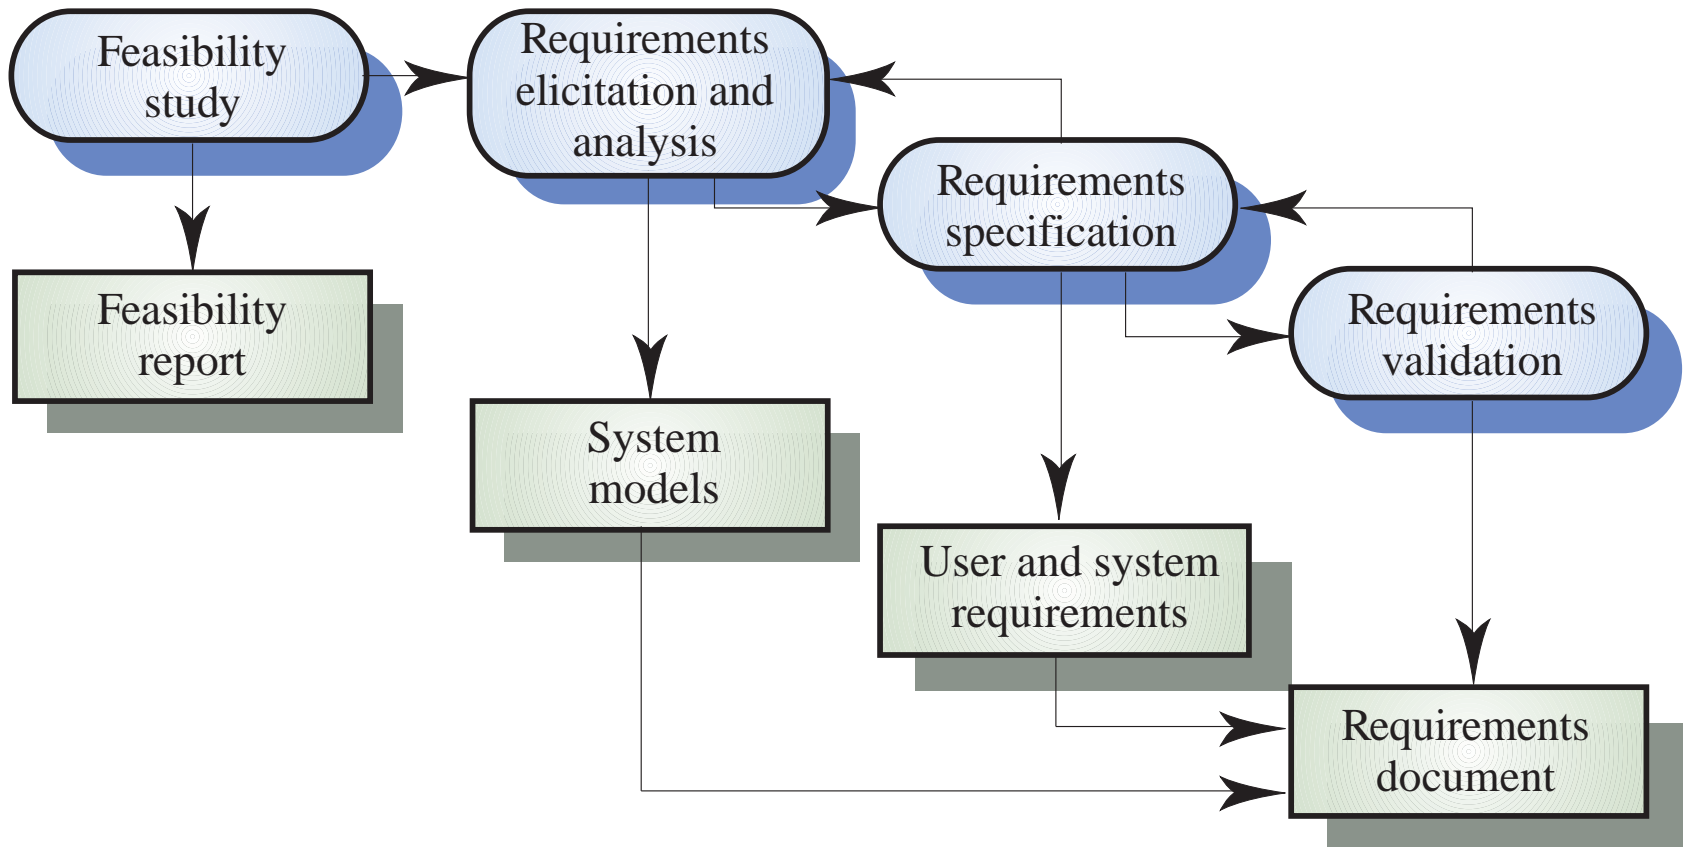 Feasibility
study
Requirements
elicitation and
analysis
Requirements
specification
Requirements
validation
Feasibility
report
System
models
User and system
requirements
Requirements
document